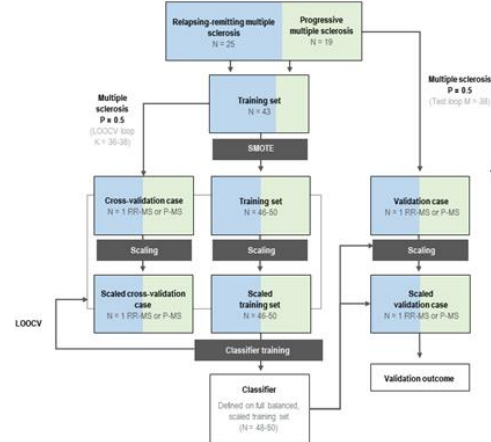 Relapsing-remitting multiple
sclerosis
N = 25
Progressive
multiple sclerosis
N = 19
Multiple
sclerosis
P ≡ 0.5
(LOOCV loop
K = 36-38)
Training set
N = 43
SMOTE
Multiple sclerosis
P ≡ 0.5
(Test loop M = 38)
Cross-validation case
N = 1 RR-MS or P-MS
Training set
N = 46-50
Validation case
N = 1 RR-MS or P-MS
Scaling
Scaling
Scaling
Scaled cross-validation
case
N = 1 RR-MS or P-MS
Scaled
training set
N = 46-50
Scaled
validation case
N = 1 RR-MS or P-MS
LOOCV
Classifier training
Classifier
Defined on full balanced,
scaled training set
(N = 48-50)
Validation outcome